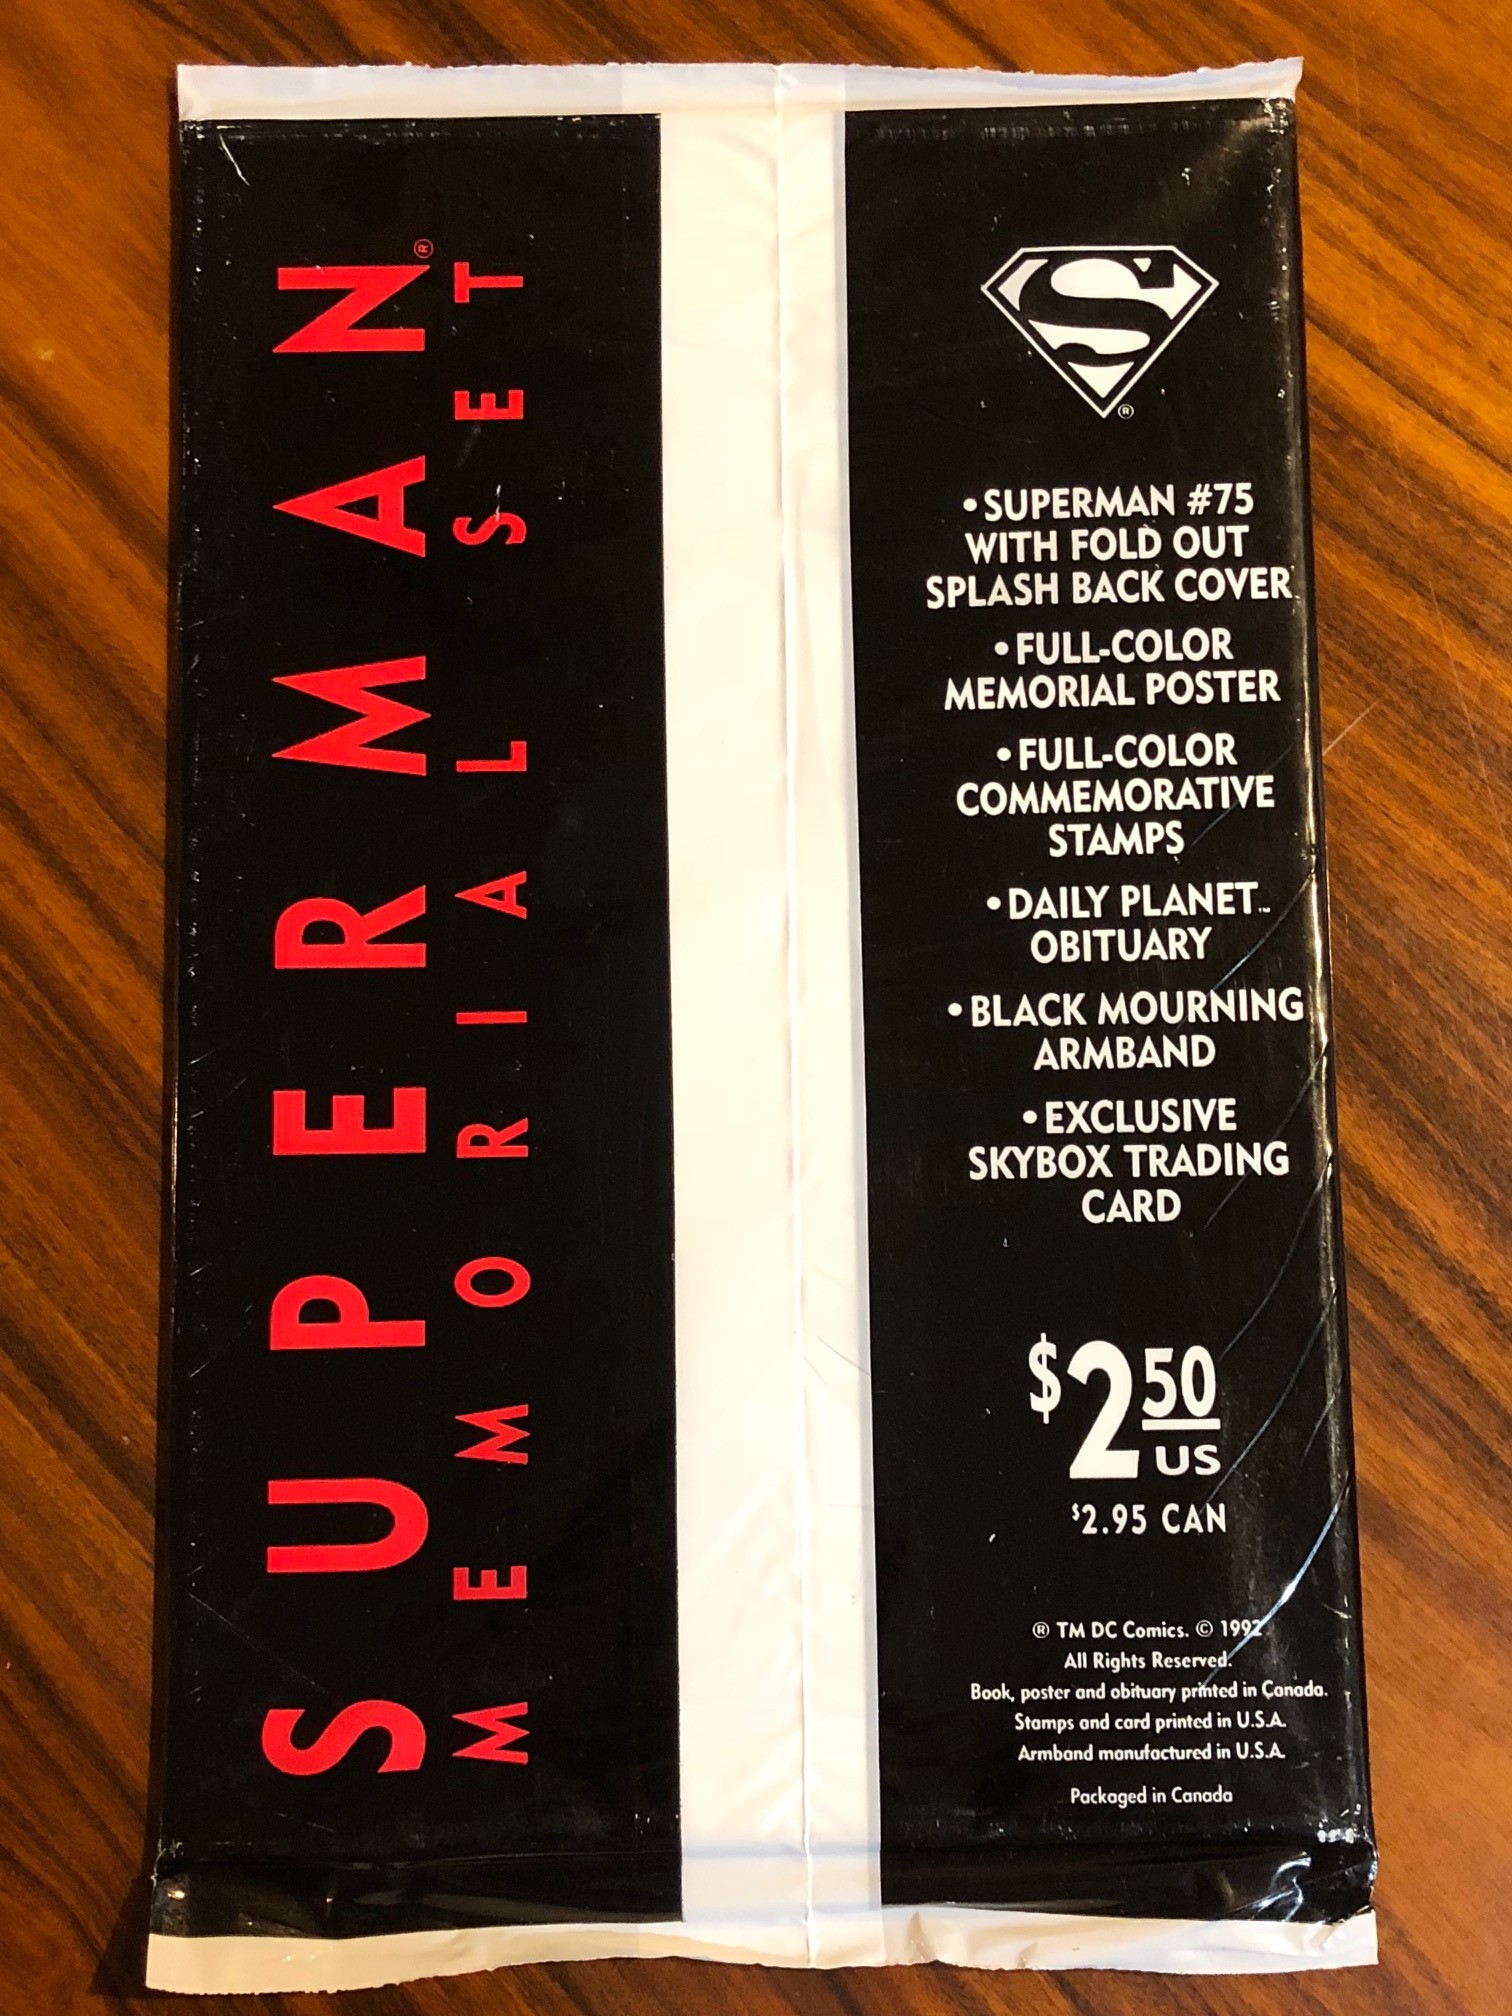 SUPERMAN®
MEMORIAL SET
S®
• SUPERMAN #75
WITH FOLD OUT
SPLASH BACK COVER
• FULL-COLOR
MEMORIAL POSTER
• FULL-COLOR
COMMEMORATIVE
STAMPS
• DAILY PLANET™
OBITUARY
• BLACK MOURNING
ARMBAND
• EXCLUSIVE
SKYBOX TRADING
CARD
$2 50 US
$2.95 CAN
® TM DC Comics. © 1992
All Rights Reserved.
Book, poster and obituary printed in Canada.
Stamps and card printed in U.S.A.
Armband manufactured in U.S.A.
Packaged in Canada